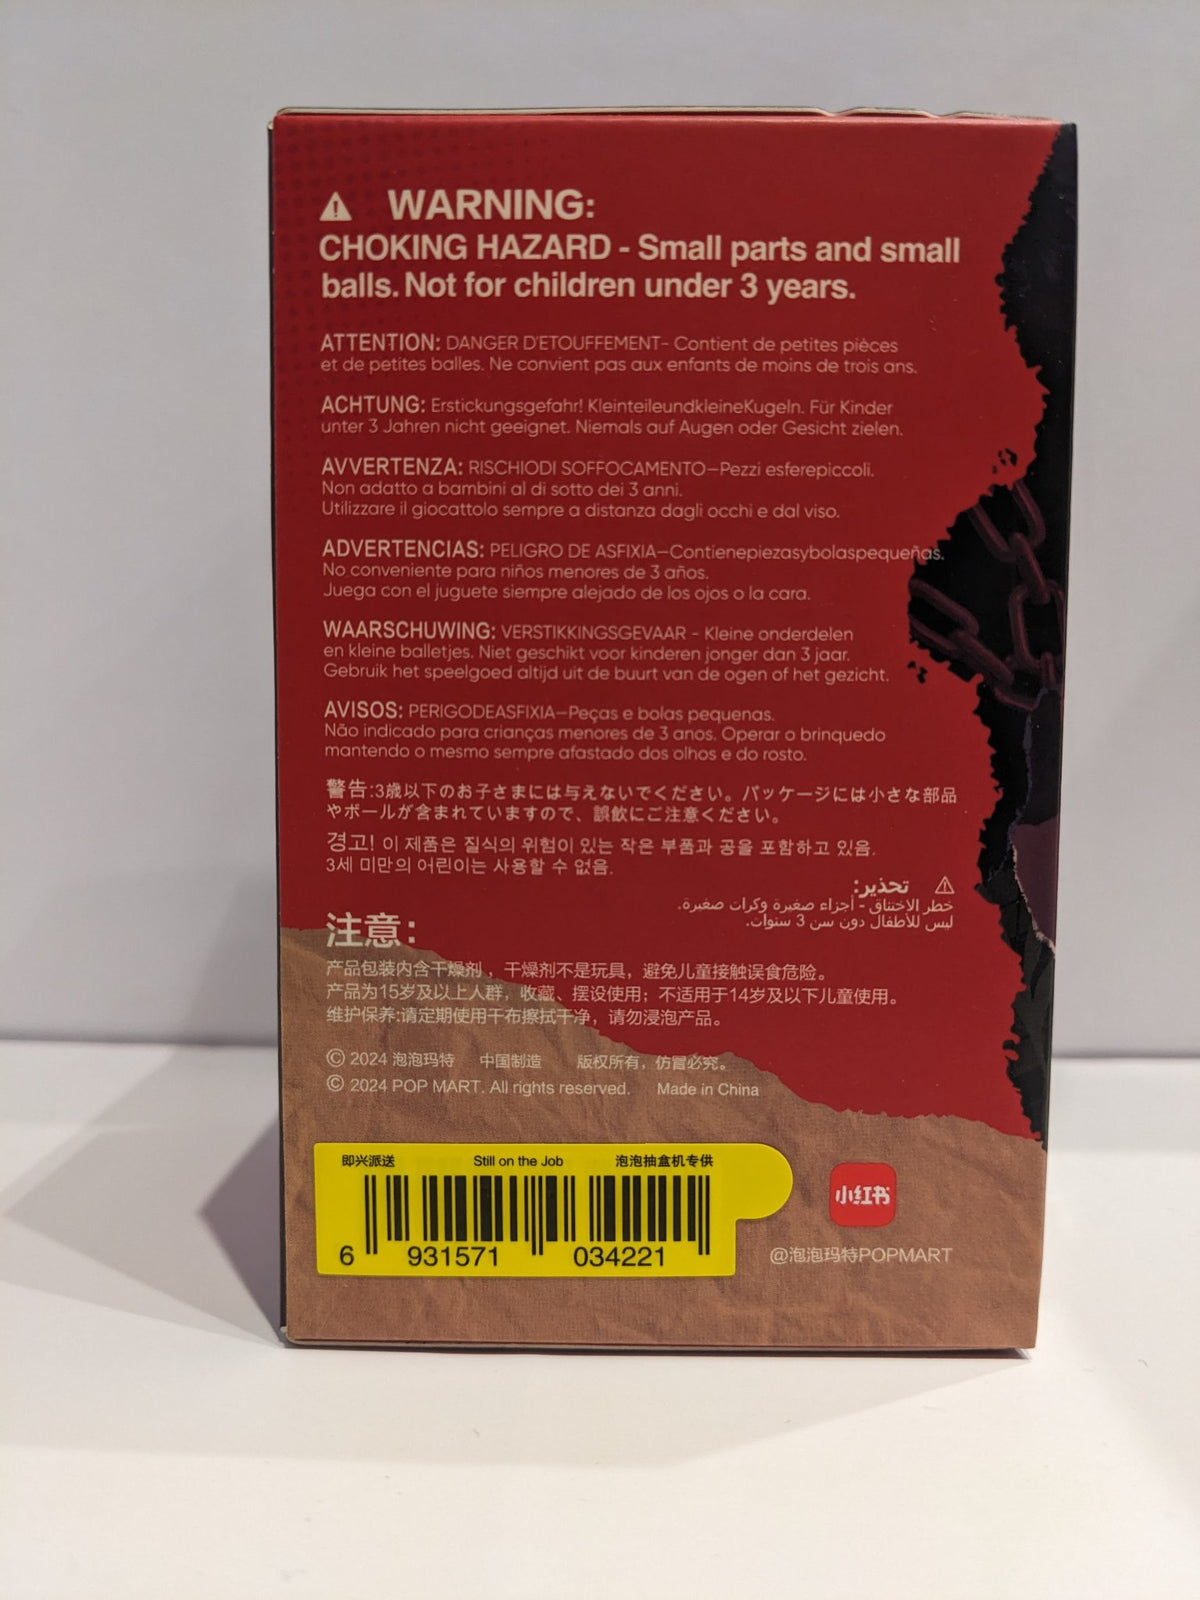 ⚠ WARNING:
CHOKING HAZARD - Small parts and small
balls. Not for children under 3 years.
ATTENTION: DANGER D'ETOUFFEMENT- Contient de petites pièces
et de petites balles. Ne convient pas aux enfants de moins de trois ans.
ACHTUNG: Erstickungsgefahr! KleinteileundkleineKugeln. Für Kinder
unter 3 Jahren nicht geeignet. Niemals auf Augen oder Gesicht zielen.
AVVERTENZA: RISCHIODI SOFFOCAMENTO—Pezzi esferepiccoli.
Non adatto a bambini al di sotto dei 3 anni.
Utilizzare il giocattolo sempre a distanza dagli occhi e dal viso.
ADVERTENCIAS: PELIGRO DE ASFIXIA—Contienepiezasybolaspequeñas.
No conveniente para niños menores de 3 años.
Juega con el juguete siempre alejado de los ojos o la cara.
WAARSCHUWING: VERSTIKKINGSGEVAAR - Kleine onderdelen
en kleine balletjes. Niet geschikt voor kinderen jonger dan 3 jaar.
Gebruik het speelgoed altijd uit de buurt van de ogen of het gezicht.
AVISOS: PERIGODEASFIXIA—Peças e bolas pequenas.
Não indicado para crianças menores de 3 anos. Operar o brinquedo
mantendo o mesmo sempre afastado dos olhos e do rosto.
警告:3歳以下のお子さまには与えないでください。パッケージには小さな部品
やボールが含まれていますので、誤飲にご注意ください。
경고! 이 제품은 질식의 위험이 있는 작은 부품과 공을 포함하고 있음.
3세 미만의 어린이는 사용할 수 없음.
⚠ تحذير:
خطر الاختناق - أجزاء صغيرة وكرات صغيرة.
ليس للأطفال دون سن 3 سنوات.
注意:
产品包装内含干燥剂，干燥剂不是玩具，避免儿童接触误食危险。
产品为15岁及以上人群，收藏、摆设使用；不适用于14岁及以下儿童使用。
维护保养:请定期使用干布擦拭干净，请勿浸泡产品。
© 2024 泡泡玛特 中国制造 版权所有，仿冒必究。
© 2024 POP MART. All rights reserved. Made in China
即兴派送 Still on the Job 泡泡抽盒机专供
6 931571 034221
小红书
@泡泡玛特POPMART